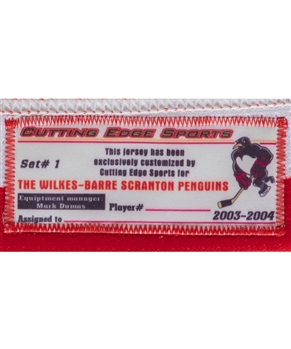 CUTTING EDGE SPORTS
This jersey has been
Set# 1 exclusively customized by
Cutting Edge Sports for
THE WILKES-BARRE SCRANTON PENGUINS
Equiptment manager:
Mark Dumas Player#
2003-2004
Assigned to